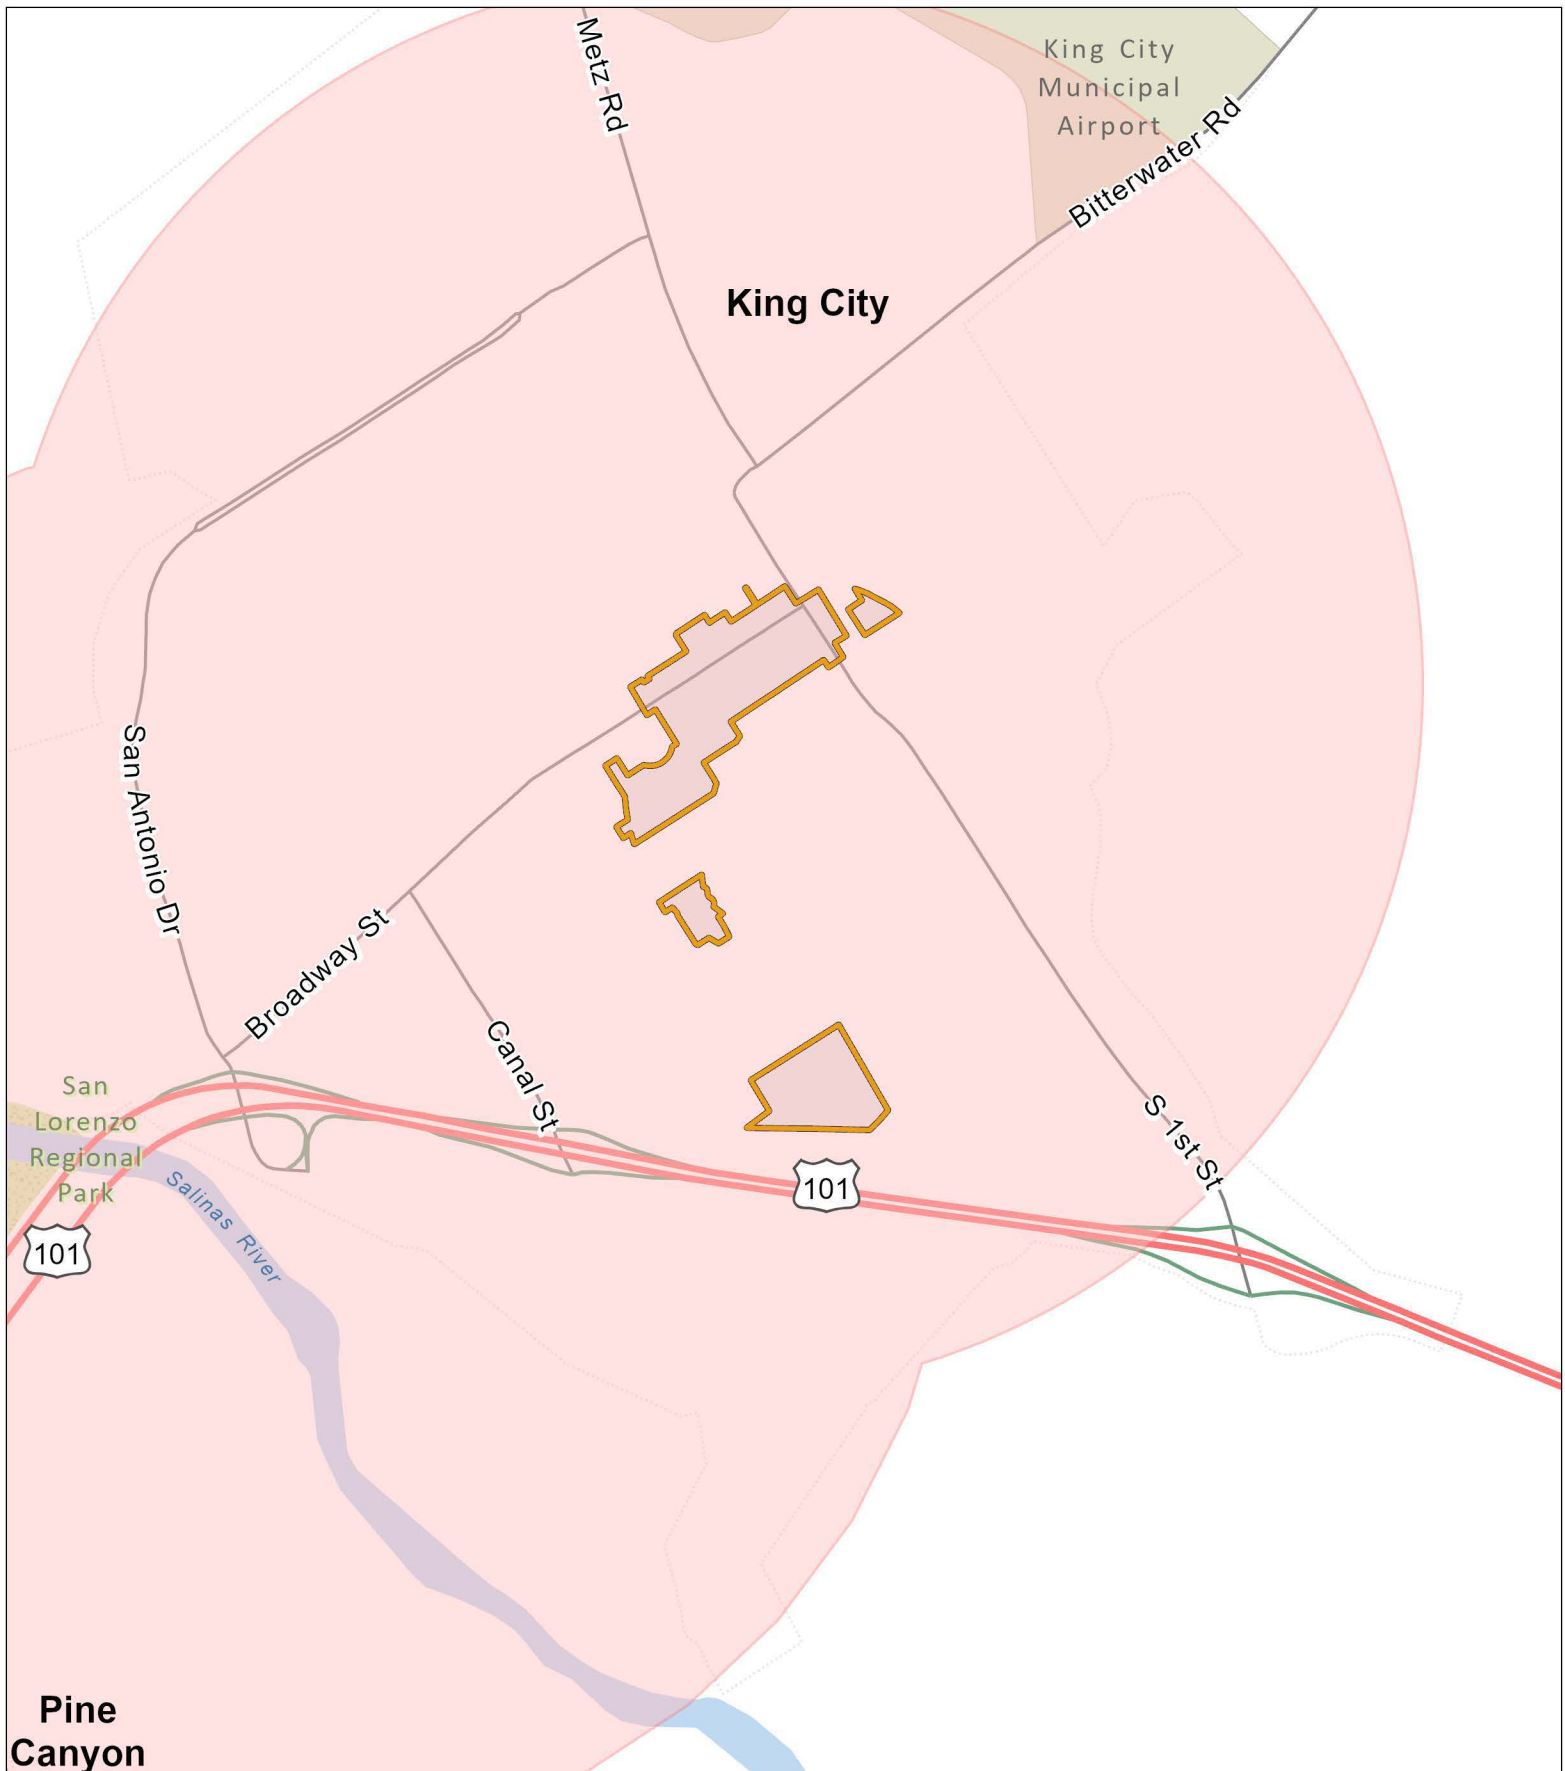 Metz Rd
King City
Municipal
Airport
Bitterwater Rd
King City
San Antonio Dr
Broadway St
Canal St
San
Lorenzo
Regional
Park
S 1st St
101
Salinas River
101
Pine
Canyon